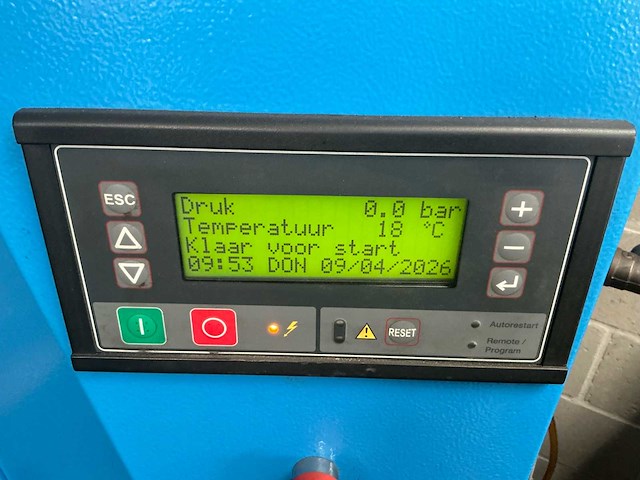 ESC
Druk 0.0 bar
Temperatuur 18 °C
Klaar voor start
09:53 DON 09/04/2026
RESET
Autorestart
Remote /
Program